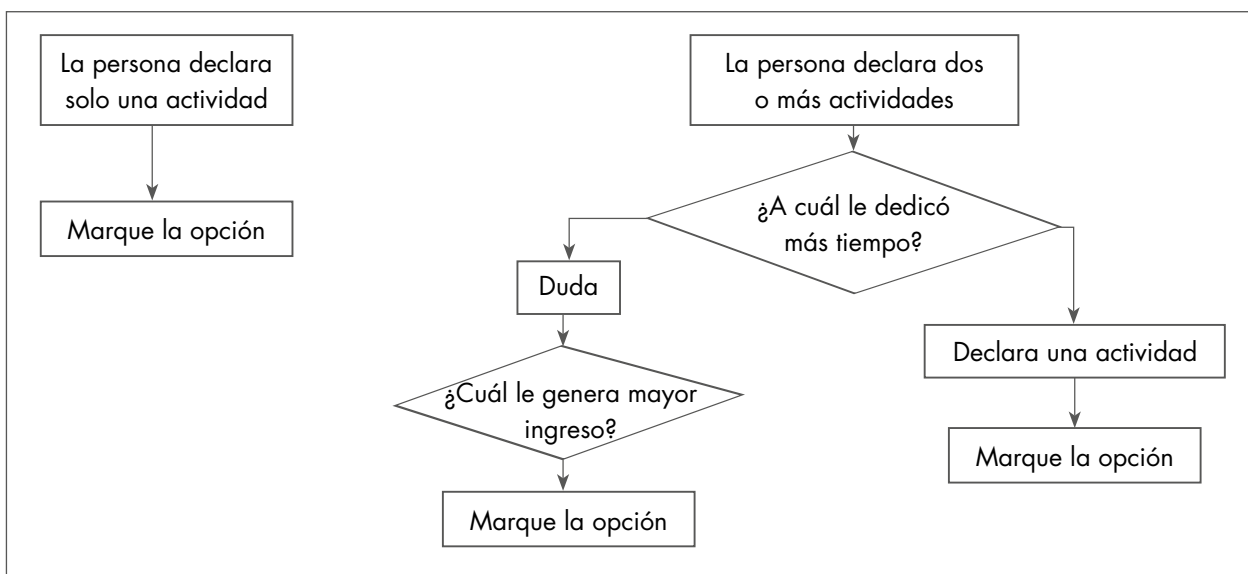 La persona declara
solo una actividad
Marque la opción
La persona declara dos
o más actividades
¿A cuál le dedicó
más tiempo?
Duda
¿Cuál le genera mayor
ingreso?
Marque la opción
Declara una actividad
Marque la opción